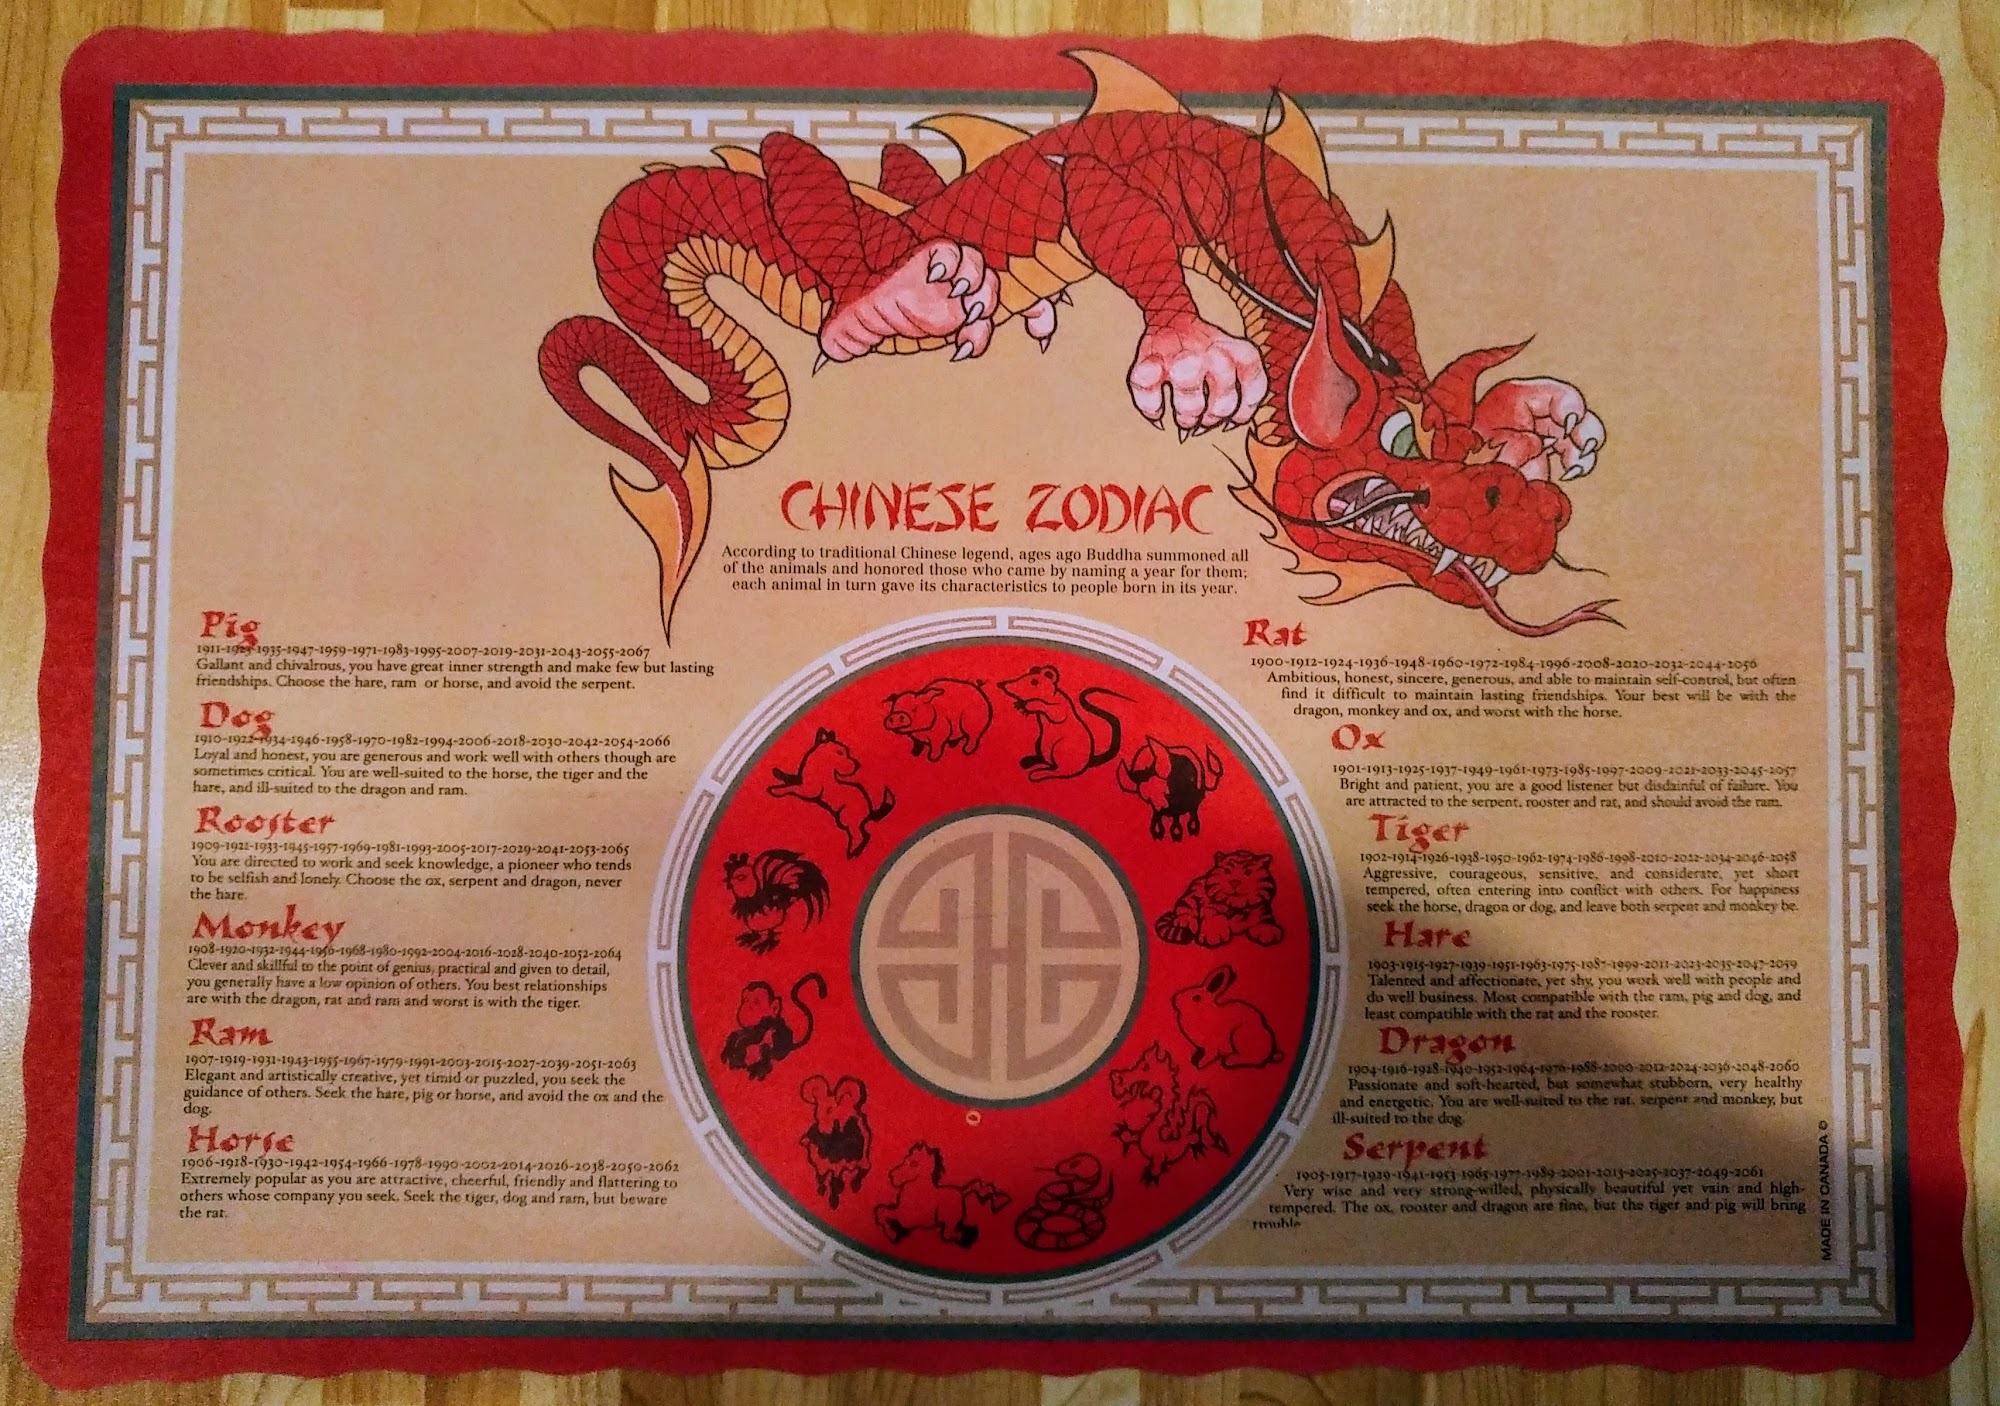 CHINESE ZODIAC
According to traditional Chinese legend, ages ago Buddha summoned all
of the animals and honored those who came by naming a year for them;
each animal in turn gave its characteristics to people born in its year.
Pig
1911-1923-1935-1947-1959-1971-1983-1995-2007-2019-2031-2043-2055-2067
Gallant and chivalrous, you have great inner strength and make few but lasting
friendships. Choose the hare, ram or horse, and avoid the serpent.
Dog
1910-1922-1934-1946-1958-1970-1982-1994-2006-2018-2030-2042-2054-2066
Loyal and honest, you are generous and work well with others though are
sometimes critical. You are well-suited to the horse, the tiger and the
hare, and ill-suited to the dragon and ram.
Rooster
1909-1921-1933-1945-1957-1969-1981-1993-2005-2017-2029-2041-2053-2065
You are directed to work and seek knowledge, a pioneer who tends
to be selfish and lonely. Choose the ox, serpent and dragon, never
the hare.
Monkey
1908-1920-1932-1944-1956-1968-1980-1992-2004-2016-2028-2040-2052-2064
Clever and skillful to the point of genius, practical and given to detail,
you generally have a low opinion of others. You best relationships
are with the dragon, rat and ram and worst is with the tiger.
Ram
1907-1919-1931-1943-1955-1967-1979-1991-2003-2015-2027-2039-2051-2063
Elegant and artistically creative, yet timid or puzzled, you seek the
guidance of others. Seek the hare, pig or horse, and avoid the ox and the
dog.
Horse
1906-1918-1930-1942-1954-1966-1978-1990-2002-2014-2026-2038-2050-2062
Extremely popular as you are attractive, cheerful, friendly and flattering to
others whose company you seek. Seek the tiger, dog and ram, but beware
the rat.
Rat
1900-1912-1924-1936-1948-1960-1972-1984-1996-2008-2020-2032-2044-2056
Ambitious, honest, sincere, generous, and able to maintain self-control, but often
find it difficult to maintain lasting friendships. Your best will be with the
dragon, monkey and ox, and worst with the horse.
Ox
1901-1913-1925-1937-1949-1961-1973-1985-1997-2009-2021-2033-2045-2057
Bright and patient, you are a good listener but disdainful of failure. You
are attracted to the serpent, rooster and rat, and should avoid the ram.
Tiger
1902-1914-1926-1938-1950-1962-1974-1986-1998-2010-2022-2034-2046-2058
Aggressive, courageous, sensitive, and considerate, yet short
tempered, often entering into conflict with others. For happiness
seek the horse, dragon or dog, and leave both serpent and monkey be.
Hare
1903-1915-1927-1939-1951-1963-1975-1987-1999-2011-2023-2035-2047-2059
Talented and affectionate, yet shy, you work well with people and
do well business. Most compatible with the ram, pig and dog, and
least compatible with the rat and the rooster.
Dragon
1904-1916-1928-1940-1952-1964-1976-1988-2000-2012-2024-2036-2048-2060
Passionate and soft-hearted, but somewhat stubborn, very healthy
and energetic. You are well-suited to the rat, serpent and monkey, but
ill-suited to the dog.
Serpent
1905-1917-1929-1941-1953-1965-1977-1989-2001-2013-2025-2037-2049-2061
Very wise and very strong-willed, physically beautiful yet vain and high-
tempered. The ox, rooster and dragon are fine, but the tiger and pig will bring
trouble
MADE IN CANADA ©